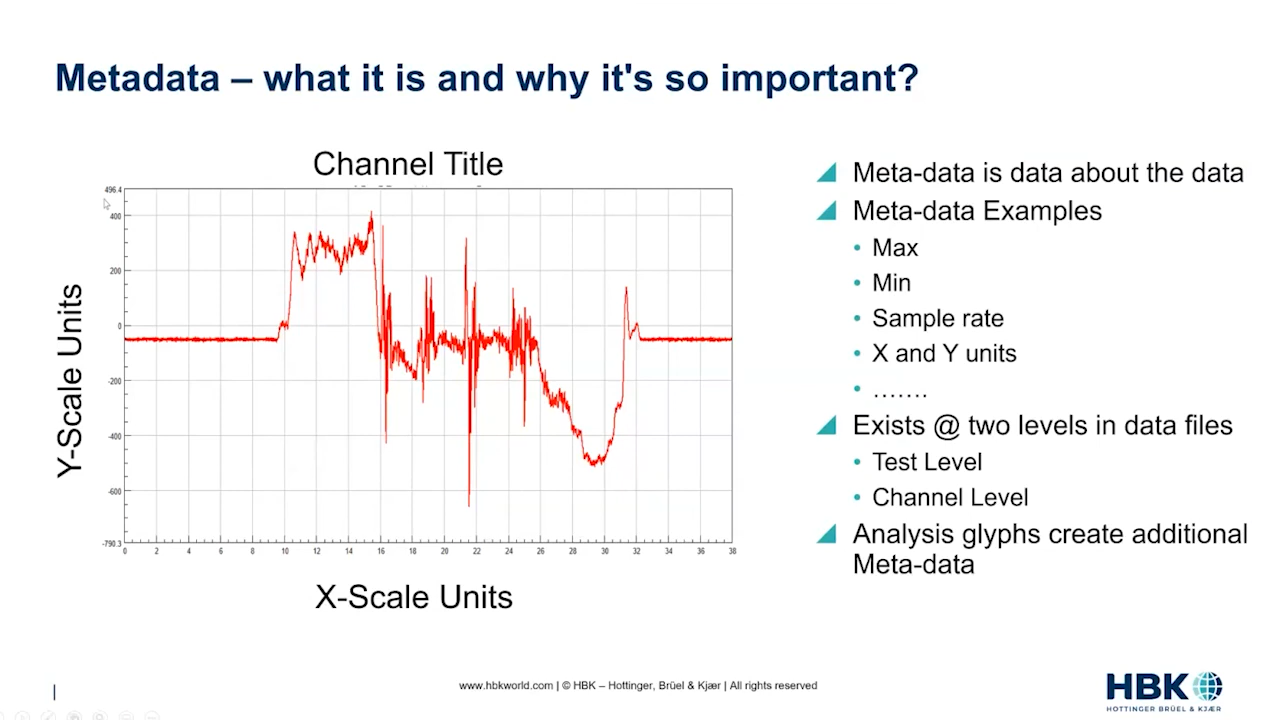 Metadata – what it is and why it's so important?
Channel Title
496.4
400
200
0
-200
-400
-600
-790.3
0 2 4 6 8 10 12 14 16 18 20 22 24 26 28 30 32 34 36 38
Y-Scale Units
X-Scale Units
Meta-data is data about the data
Meta-data Examples
• Max
• Min
• Sample rate
• X and Y units
• …….
Exists @ two levels in data files
• Test Level
• Channel Level
Analysis glyphs create additional
Meta-data
|
www.hbkworld.com | © HBK – Hottinger, Brüel & Kjær | All rights reserved
HBK
HOTTINGER BRÜEL & KJÆR